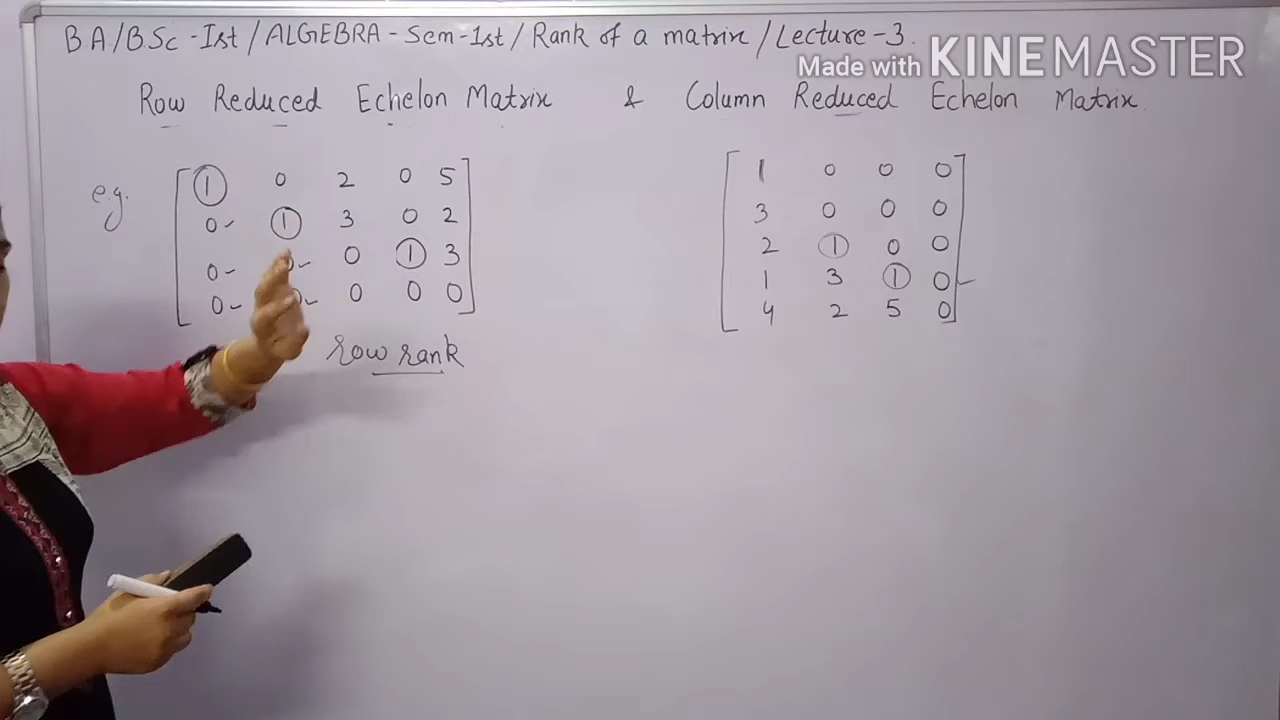 BA/BSc-Ist/ALGEBRA-Sem-1st/Rank of a matrix/Lecture-3.
Made with KINEMASTER
Row Reduced Echelon Matrix & Column Reduced Echelon Matrix.
e.g.
1 0 2 0 5
0 1 3 0 2
0 0 0 1 3
0 0 0 0 0
row rank
1 0 0 0
3 0 0 0
2 1 0 0
1 3 1 0
4 2 5 0